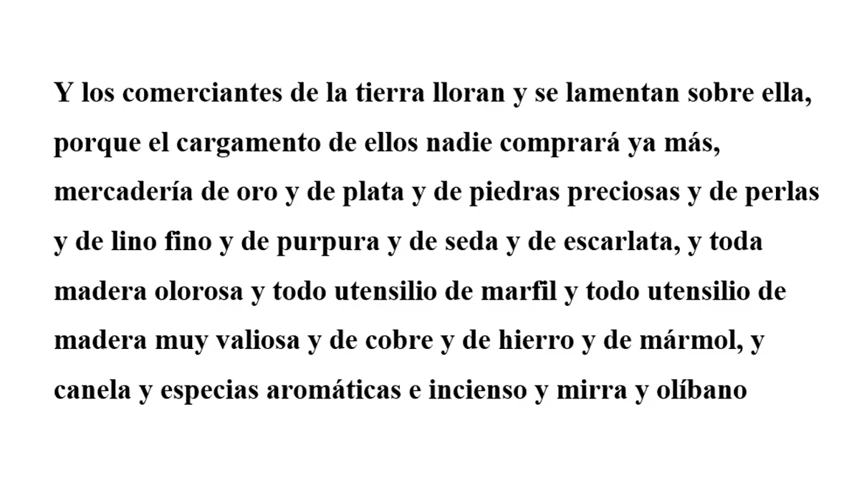 Y los comerciantes de la tierra lloran y se lamentan sobre ella,
porque el cargamento de ellos nadie comprará ya más,
mercadería de oro y de plata y de piedras preciosas y de perlas
y de lino fino y de purpura y de seda y de escarlata, y toda
madera olorosa y todo utensilio de marfil y todo utensilio de
madera muy valiosa y de cobre y de hierro y de mármol, y
canela y especias aromáticas e incienso y mirra y olíbano